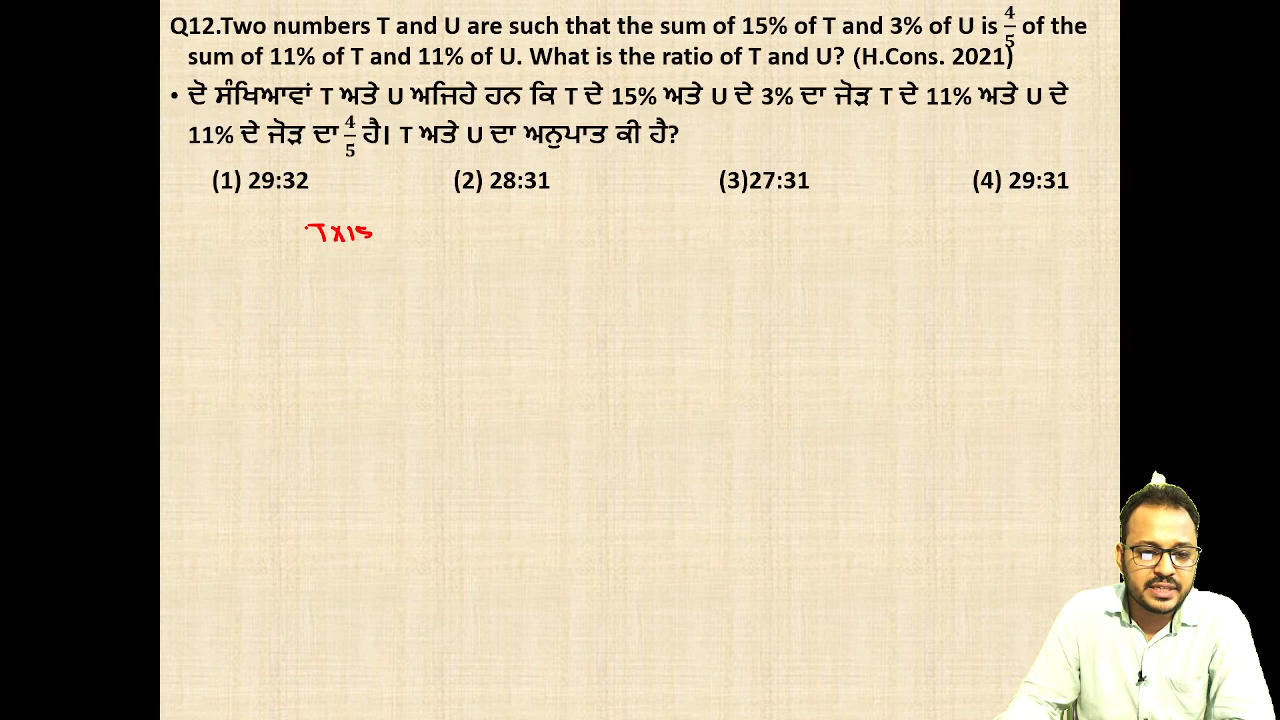 Q12.Two numbers T and U are such that the sum of 15% of T and 3% of U is 4/5 of the
sum of 11% of T and 11% of U. What is the ratio of T and U? (H.Cons. 2021)
• ਦੋ ਸੰਖਿਆਵਾਂ T ਅਤੇ U ਅਜਿਹੇ ਹਨ ਕਿ T ਦੇ 15% ਅਤੇ U ਦੇ 3% ਦਾ ਜੋੜ T ਦੇ 11% ਅਤੇ U ਦੇ
11% ਦੇ ਜੋੜ ਦਾ 4/5 ਹੈ। T ਅਤੇ U ਦਾ ਅਨੁਪਾਤ ਕੀ ਹੈ?
(1) 29:32 (2) 28:31 (3)27:31 (4) 29:31
Tx15